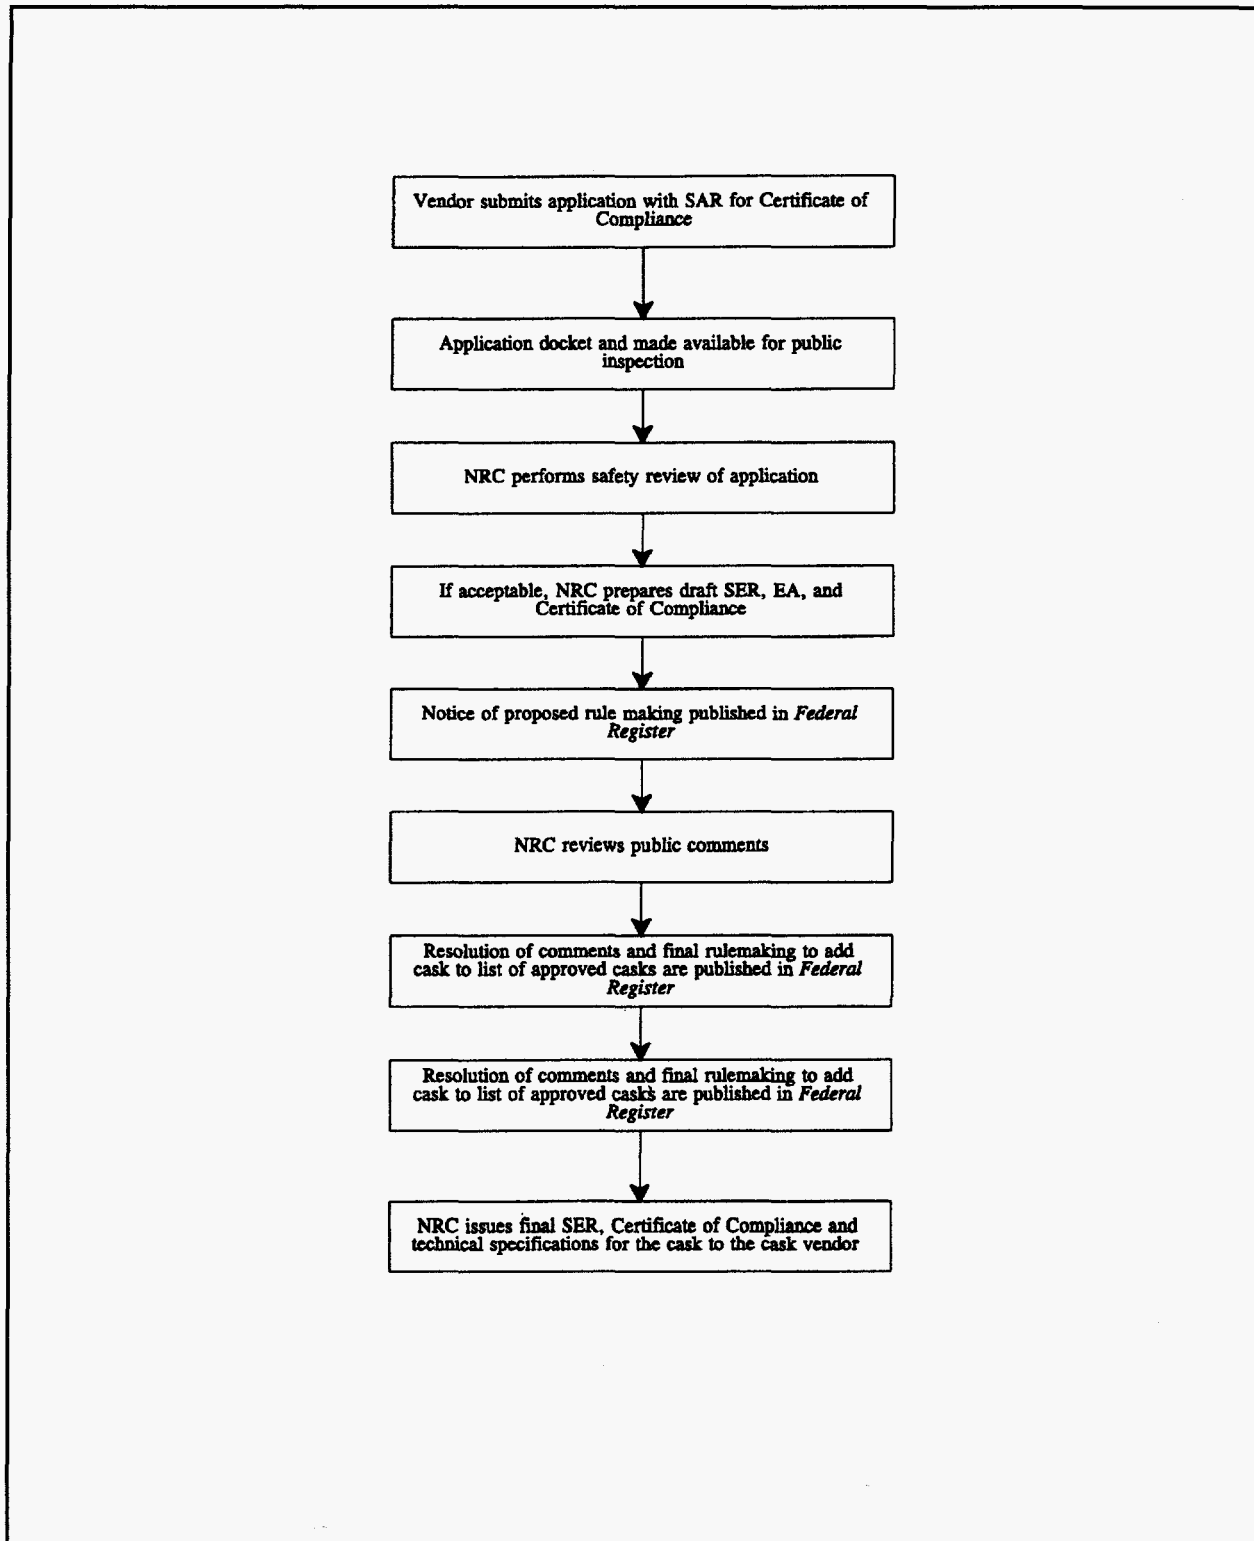 Vendor submits application with SAR for Certificate of
Compliance
Application docket and made available for public
inspection
NRC performs safety review of application
If acceptable, NRC prepares draft SER, EA, and
Certificate of Compliance
Notice of proposed rule making published in Federal
Register
NRC reviews public comments
Resolution of comments and final rulemaking to add
cask to list of approved casks are published in Federal
Register
Resolution of comments and final rulemaking to add
cask to list of approved casks are published in Federal
Register
NRC issues final SER, Certificate of Compliance and
technical specifications for the cask to the cask vendor